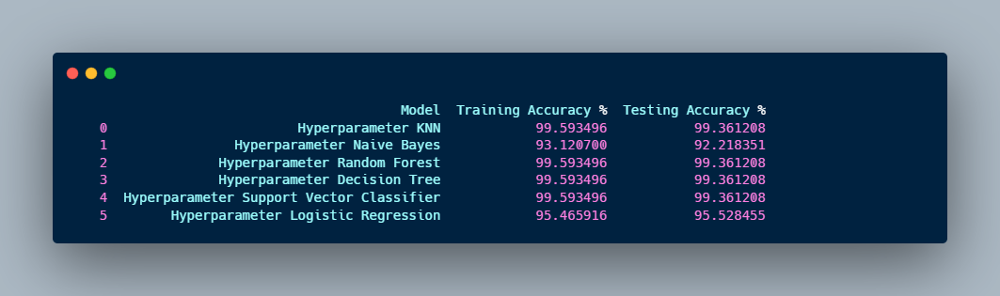 Model Training Accuracy % Testing Accuracy %
0 Hyperparameter KNN 99.593496 99.361208
1 Hyperparameter Naive Bayes 93.120700 92.218351
2 Hyperparameter Random Forest 99.593496 99.361208
3 Hyperparameter Decision Tree 99.593496 99.361208
4 Hyperparameter Support Vector Classifier 99.593496 99.361208
5 Hyperparameter Logistic Regression 95.465916 95.528455